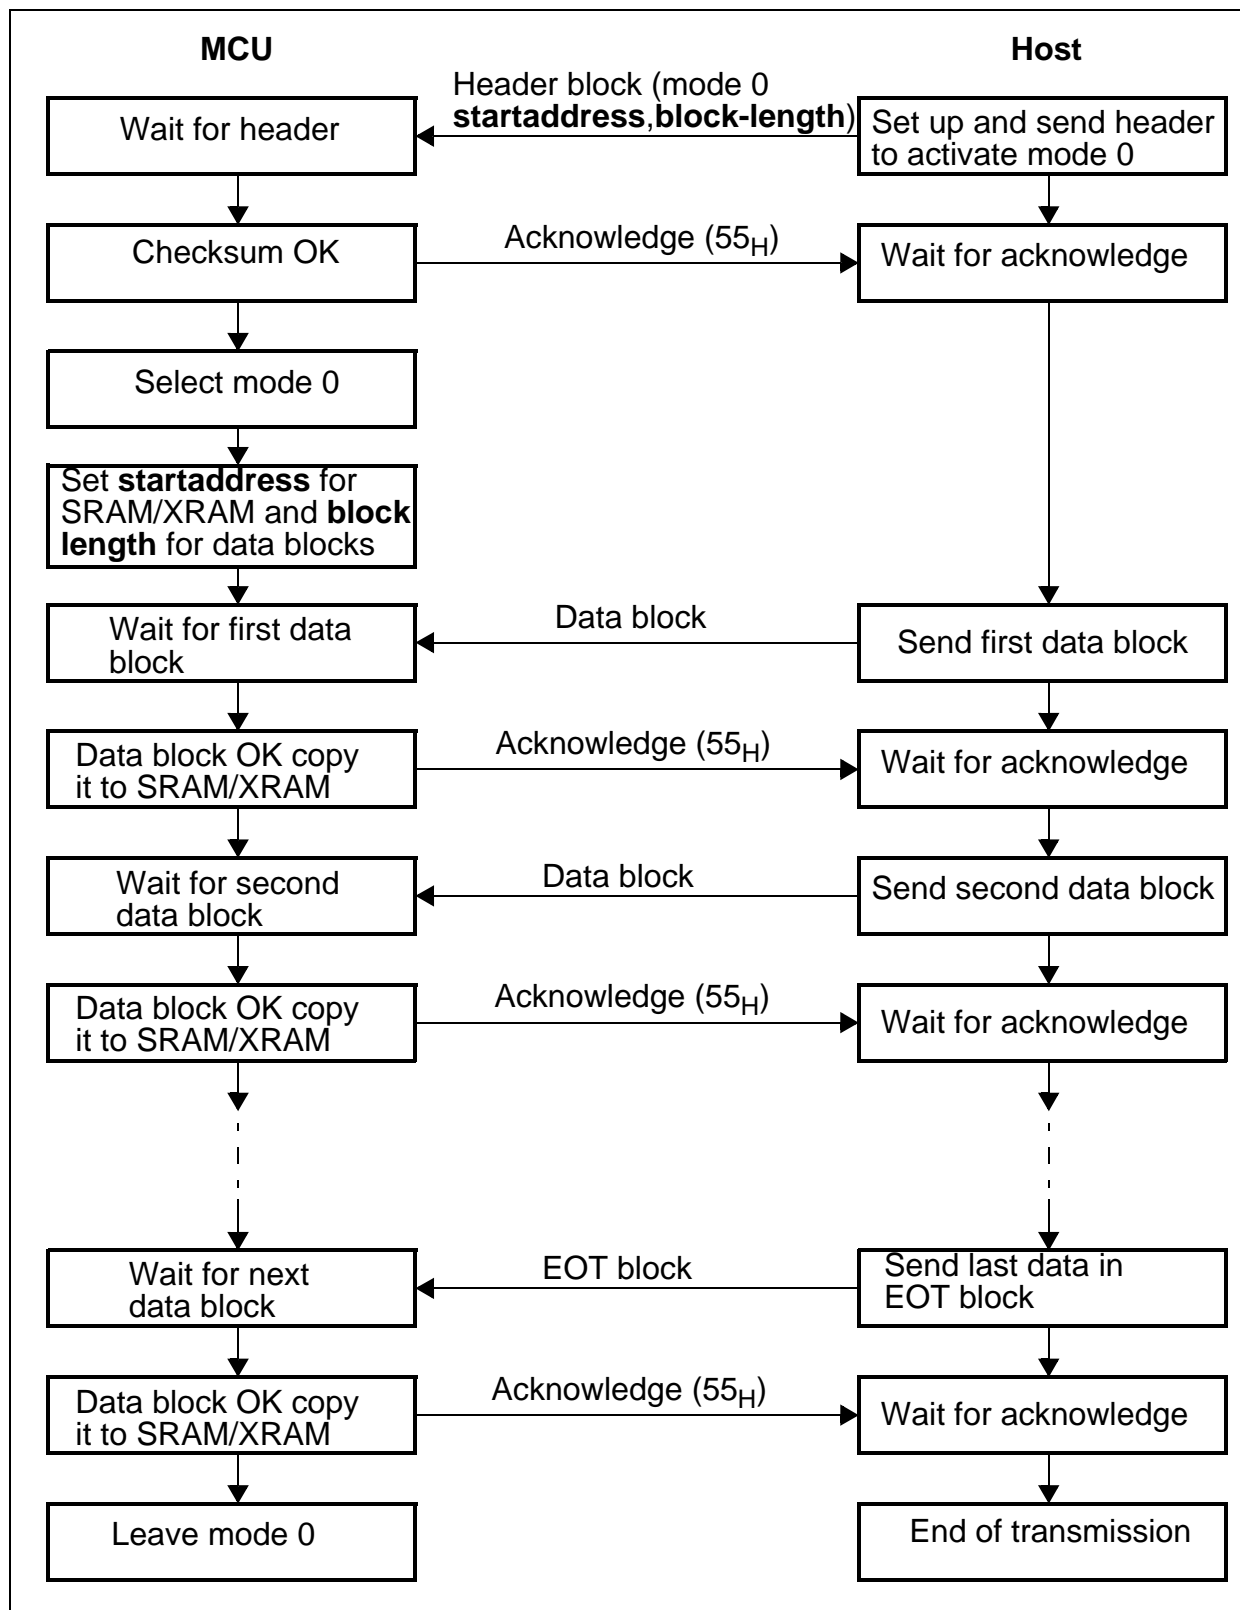 MCU
Host
Header block (mode 0
startaddress,block-length)
Wait for header
Set up and send header
to activate mode 0
Checksum OK
Acknowledge (55H)
Wait for acknowledge
Select mode 0
Set startaddress for
SRAM/XRAM and block
length for data blocks
Wait for first data
block
Data block
Send first data block
Data block OK copy
it to SRAM/XRAM
Acknowledge (55H)
Wait for acknowledge
Wait for second
data block
Data block
Send second data block
Data block OK copy
it to SRAM/XRAM
Acknowledge (55H)
Wait for acknowledge
Wait for next
data block
EOT block
Send last data in
EOT block
Data block OK copy
it to SRAM/XRAM
Acknowledge (55H)
Wait for acknowledge
Leave mode 0
End of transmission